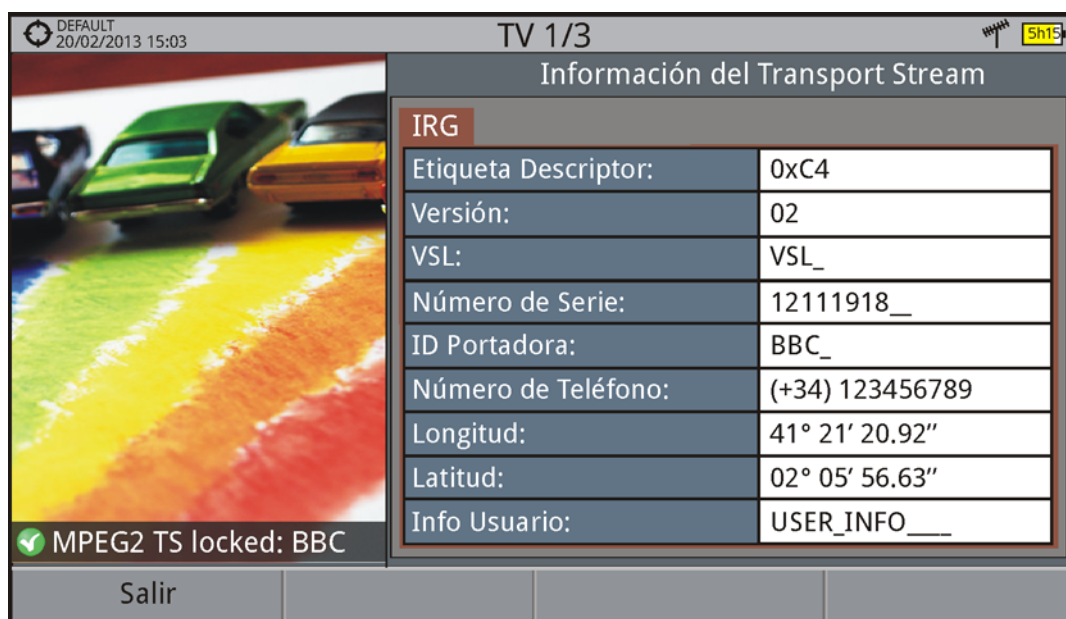 DEFAULT
20/02/2013 15:03
TV 1/3
5h15
Información del Transport Stream
IRG
Etiqueta Descriptor: 0xC4
Versión: 02
VSL: VSL_
Número de Serie: 12111918__
ID Portadora: BBC_
Número de Teléfono: (+34) 123456789
Longitud: 41° 21′ 20.92″
Latitud: 02° 05′ 56.63″
Info Usuario: USER_INFO____
MPEG2 TS locked: BBC
Salir